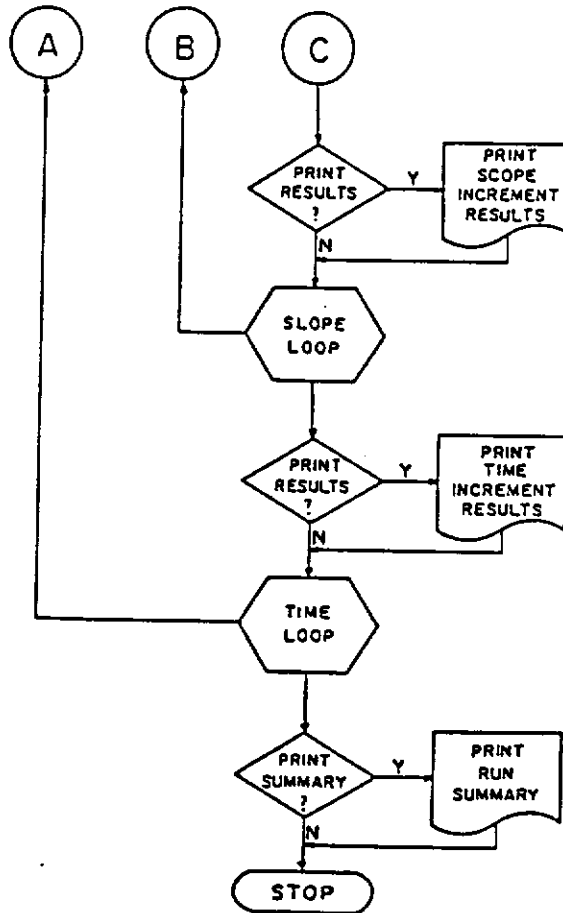 A
B
C
PRINT
RESULTS
?
Y
PRINT
SCOPE
INCREMENT
RESULTS
N
SLOPE
LOOP
PRINT
RESULTS
?
Y
PRINT
TIME
INCREMENT
RESULTS
N
TIME
LOOP
PRINT
SUMMARY
?
Y
PRINT
RUN
SUMMARY
N
STOP